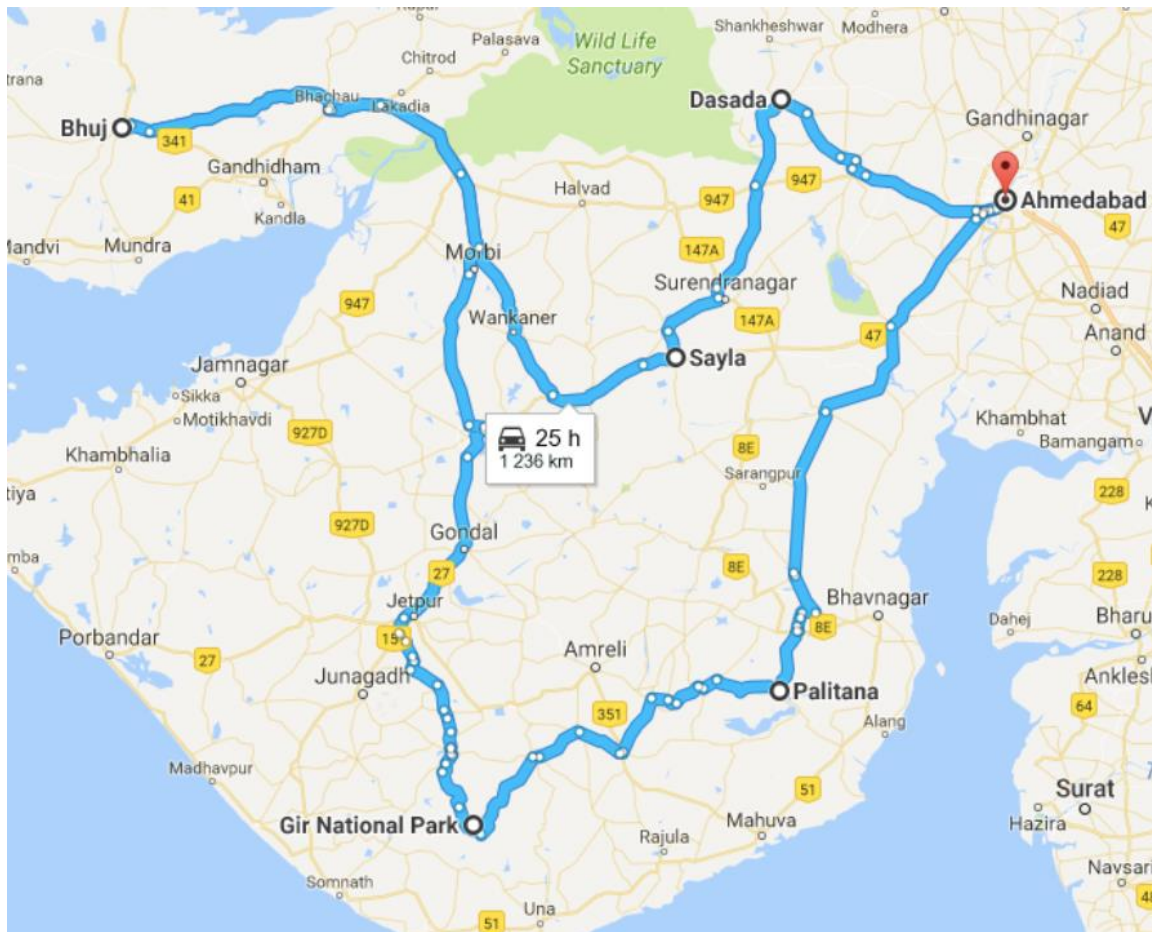 Palasava
Wild Life
Sanctuary
Shankheshwar
Modhera
Chitrod
trana
Bhachau
Lakadia
Dasada
Gandhinagar
Bhuj
341
Gandhidham
947
Halvad
947
Ahmedabad
41
Kandla
47
Mandvi
Mundra
147A
Morbi
Surendranagar
Nadiad
947
Wankaner
147A
47
Anand
Sayla
Jamnagar
Sikka
Motikhavdi
Khambhat
927D
25 h
1 236 km
8E
Bamangam
Khambhalia
Sarangpur
228
tiya
927D
Gondal
mba
27
8E
228
Jetpur
Bhavnagar
Dahej
Bharu
Porbandar
27
15
8E
Amreli
Anklesh
Junagadh
Palitana
351
64
Alang
Madhavpur
51
Surat
Gir National Park
Hazira
Rajula
Mahuva
Navsari
Somnath
51
Una
48